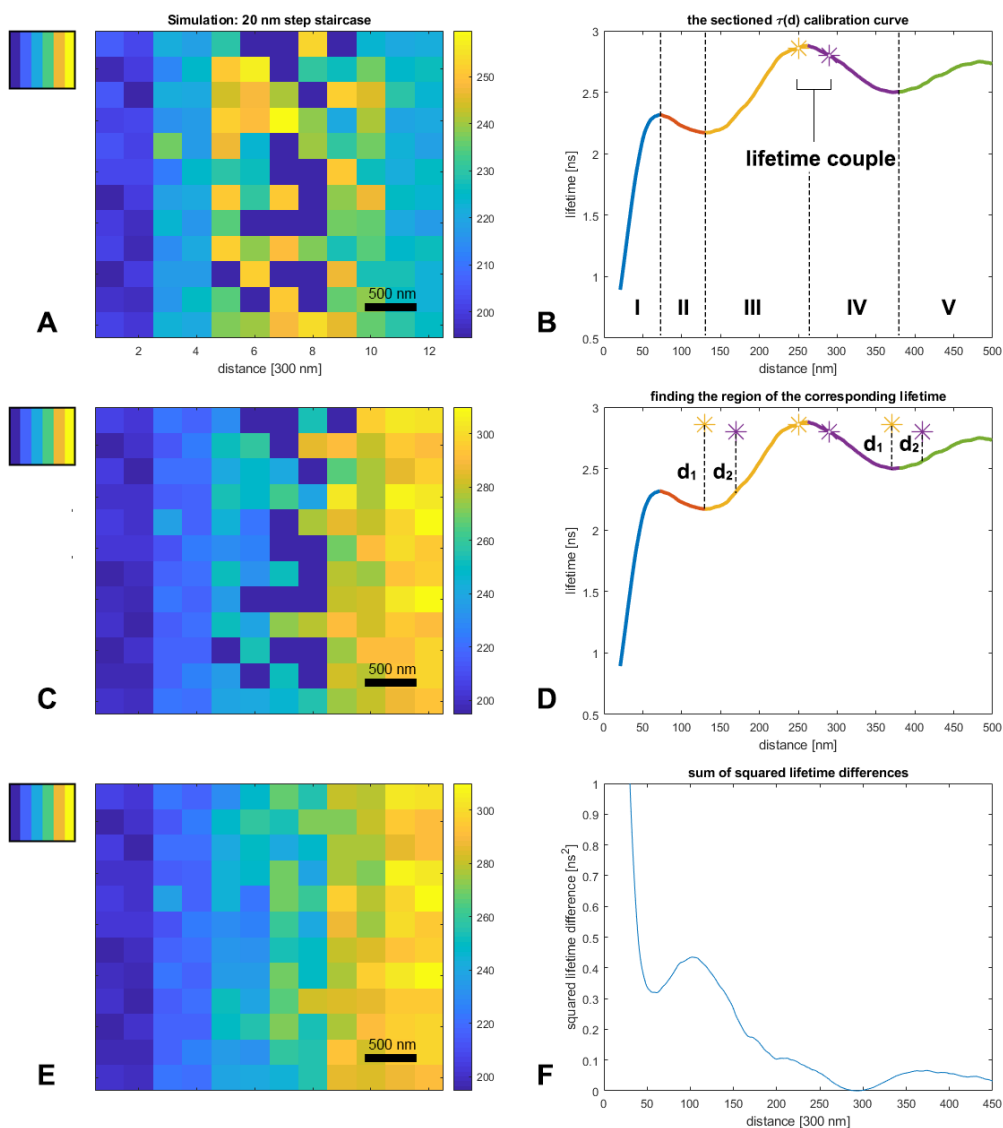 Simulation: 20 nm step staircase
250
240
230
220
210
200
500 nm
A
2
4
6
8
10
12
distance [300 nm]
the sectioned τ(d) calibration curve
3
2.5
2
1.5
1
0.5
lifetime [ns]
lifetime couple
I II III IV V
B
0 50 100 150 200 250 300 350 400 450 500
distance [nm]
300
280
260
240
220
200
500 nm
C
finding the region of the corresponding lifetime
3
2.5
2
1.5
1
0.5
lifetime [ns]
d1 d2 d1 d2
D
0 50 100 150 200 250 300 350 400 450 500
distance [nm]
300
280
260
240
220
200
500 nm
E
sum of squared lifetime differences
1
0.9
0.8
0.7
0.6
0.5
0.4
0.3
0.2
0.1
0
squared lifetime difference [ns²]
F
0 50 100 150 200 250 300 350 400 450
distance [300 nm]